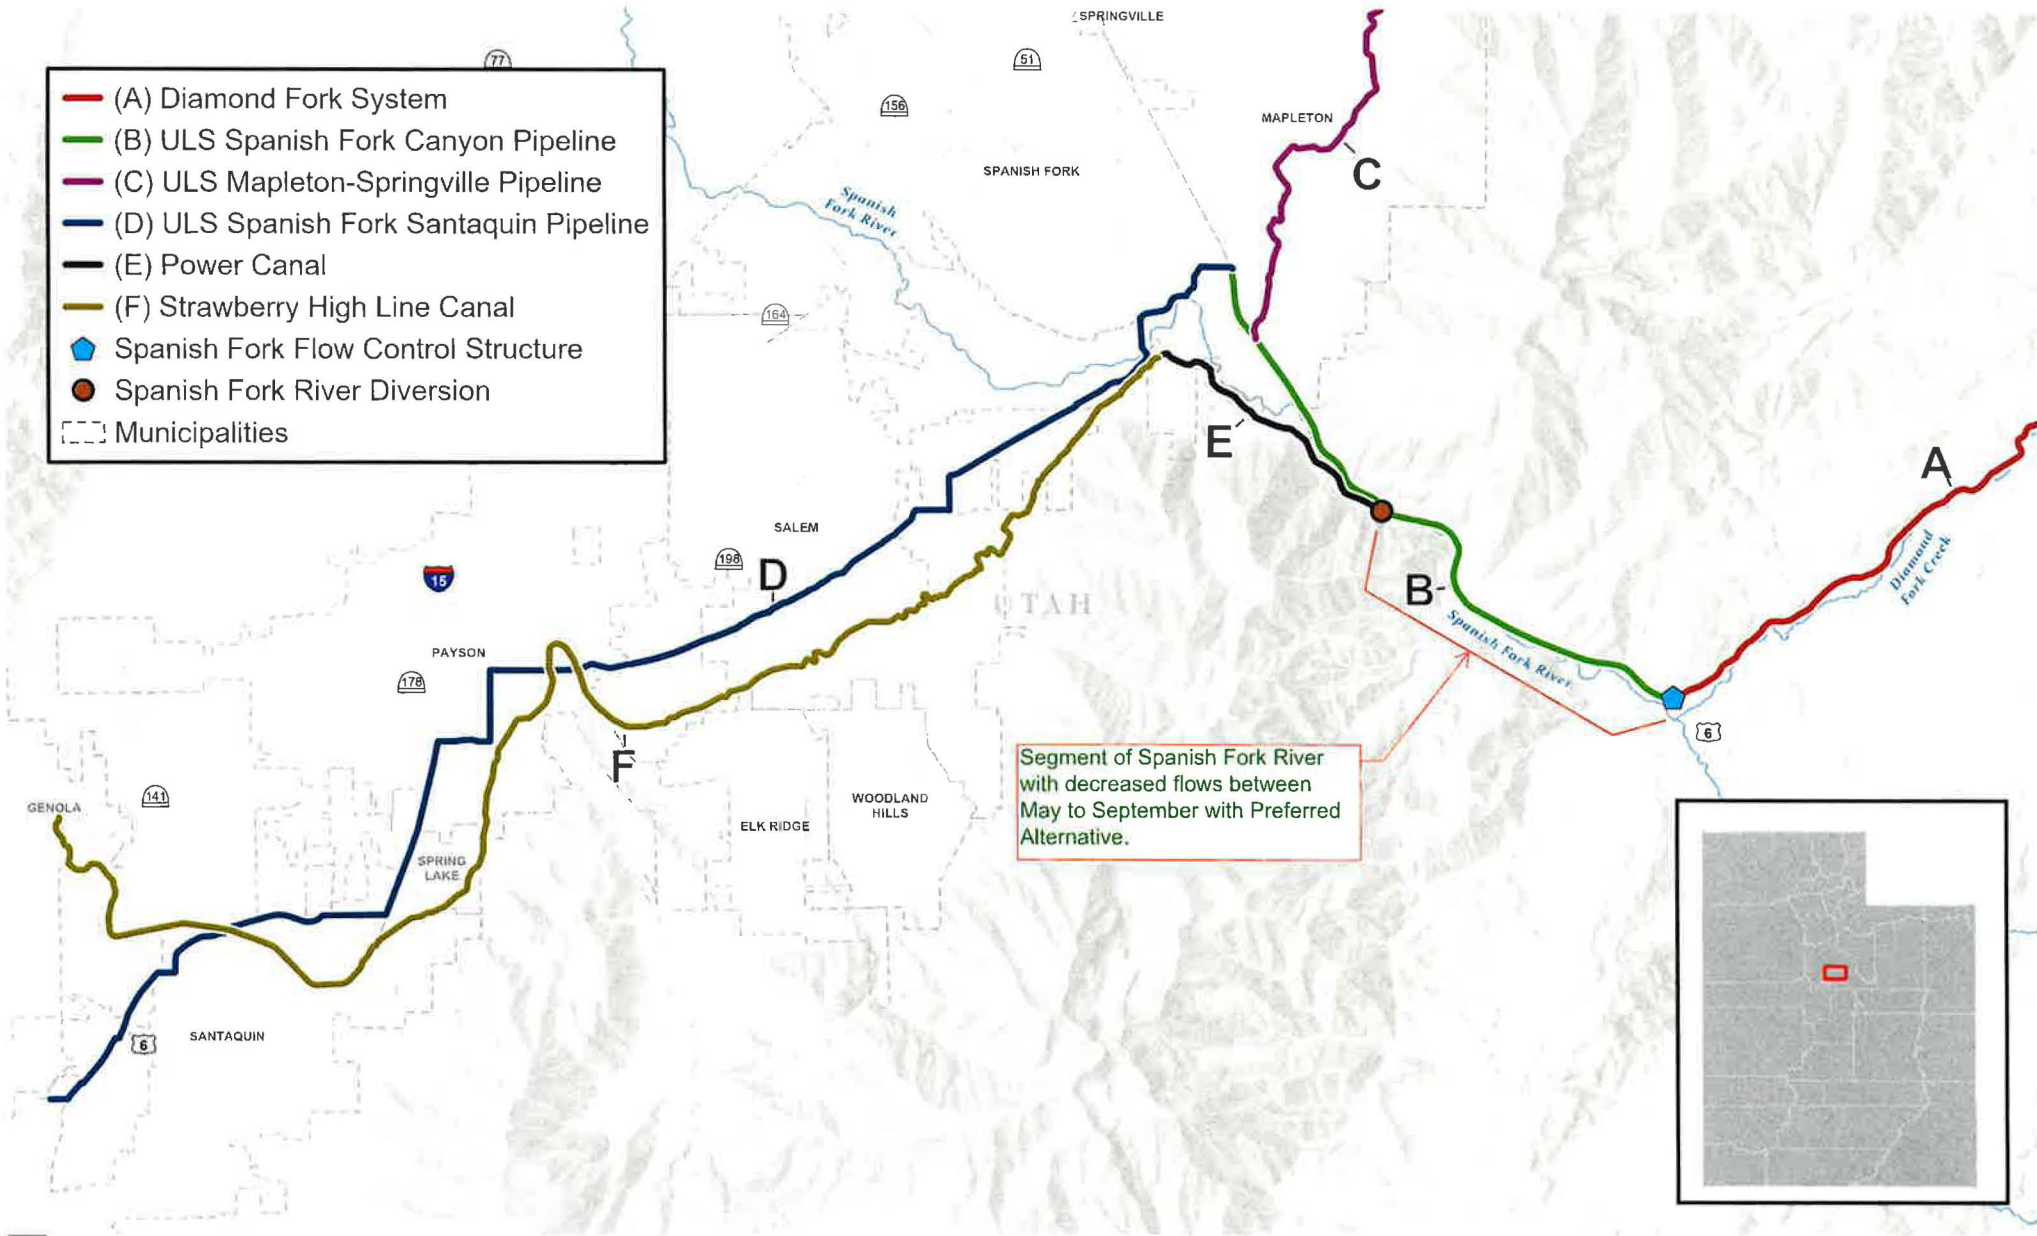 SPRINGVILLE
77
51
(A) Diamond Fork System
156
(B) ULS Spanish Fork Canyon Pipeline
MAPLETON
(C) ULS Mapleton-Springville Pipeline
SPANISH FORK
C
(D) ULS Spanish Fork Santaquin Pipeline
Spanish
Fork River
(E) Power Canal
(F) Strawberry High Line Canal
164
Spanish Fork Flow Control Structure
Spanish Fork River Diversion
Municipalities
E
A
SALEM
198
15
D
B
UTAH
Diamond
Fork Creek
Spanish Fork River
PAYSON
178
6
F
Segment of Spanish Fork River
with decreased flows between
May to September with Preferred
Alternative.
GENOLA
141
WOODLAND
HILLS
ELK RIDGE
SPRING
LAKE
SANTAQUIN
6